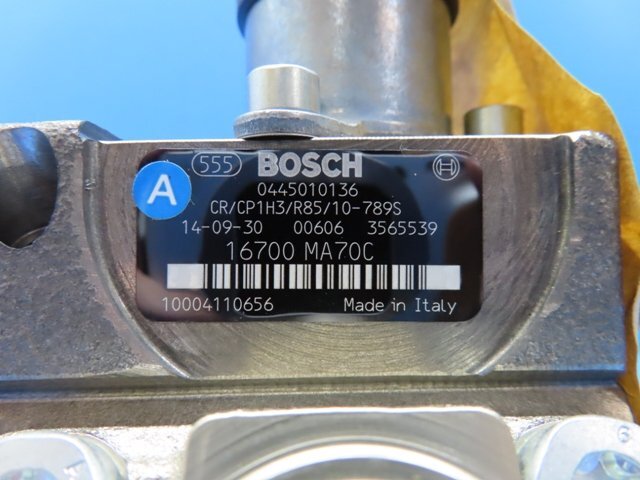 555 BOSCH
A
0445010136
CR/CP1H3/R85/10-789S
14-09-30 00606 3565539
16700 MA70C
10004110656 Made in Italy
6